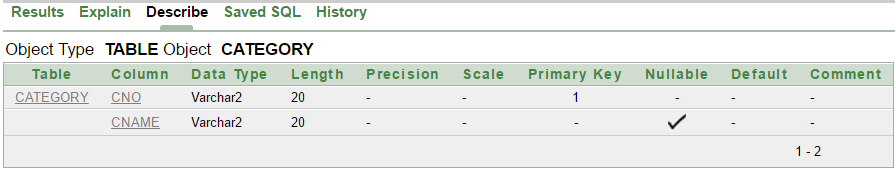 Results Explain Describe Saved SQL History
Object Type TABLE Object CATEGORY
Table Column Data Type Length Precision Scale Primary Key Nullable Default Comment
CATEGORY CNO Varchar2 20 - - 1 - - -
CNAME Varchar2 20 - - - ✓ - -
1 - 2